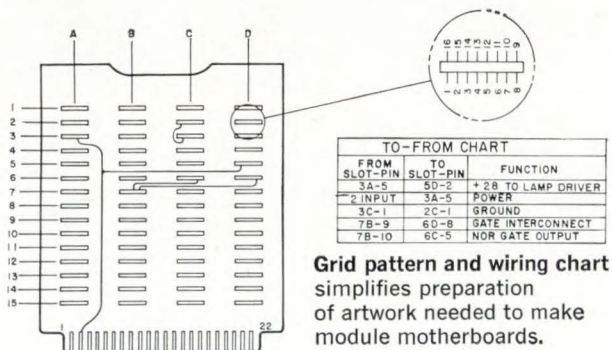 A B C D
1
2
3
4
5
6
7
8
9
10
11
12
13
14
15
1 22
16 15 14 13 12 11 10 9
1 2 3 4 5 6 7 8
TO-FROM CHART
FROM SLOT-PIN TO SLOT-PIN FUNCTION
3A-5 5D-2 +28 TO LAMP DRIVER
2 INPUT 3A-5 POWER
3C-1 2C-1 GROUND
7B-9 6D-8 GATE INTERCONNECT
7B-10 6C-5 NOR GATE OUTPUT
Grid pattern and wiring chart
simplifies preparation
of artwork needed to make
module motherboards.